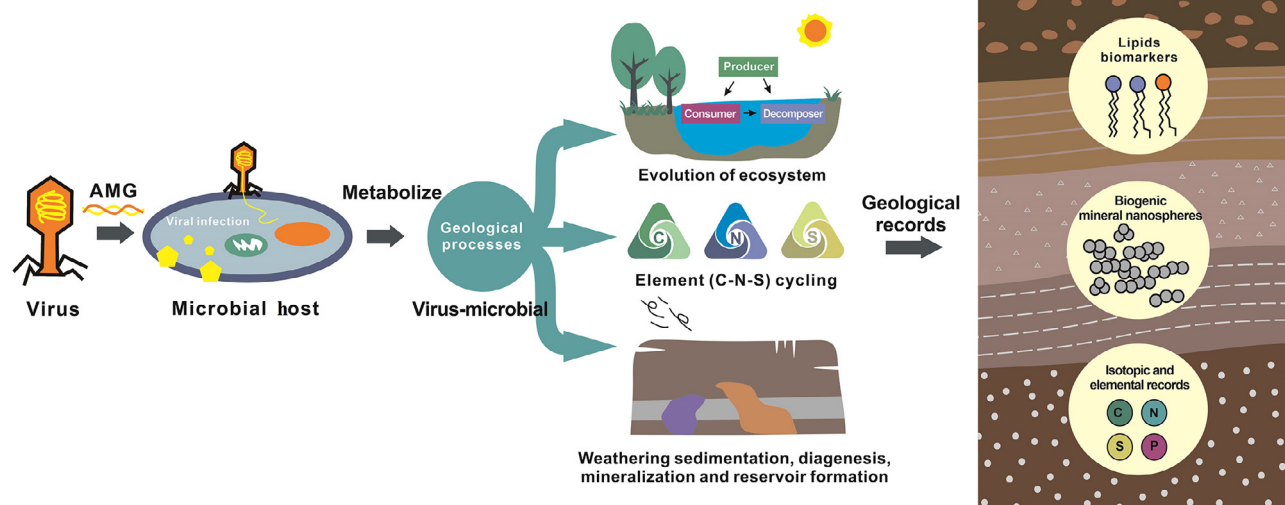 Virus
AMG
Viral infection
Microbial host
Metabolize
Geological
processes
Virus-microbial
Producer
Consumer
Decomposer
Evolution of ecosystem
C
N
S
Element (C-N-S) cycling
Weathering sedimentation, diagenesis,
mineralization and reservoir formation
Geological
records
Lipids
biomarkers
Biogenic
mineral nanospheres
Isotopic and
elemental records
C N
S P